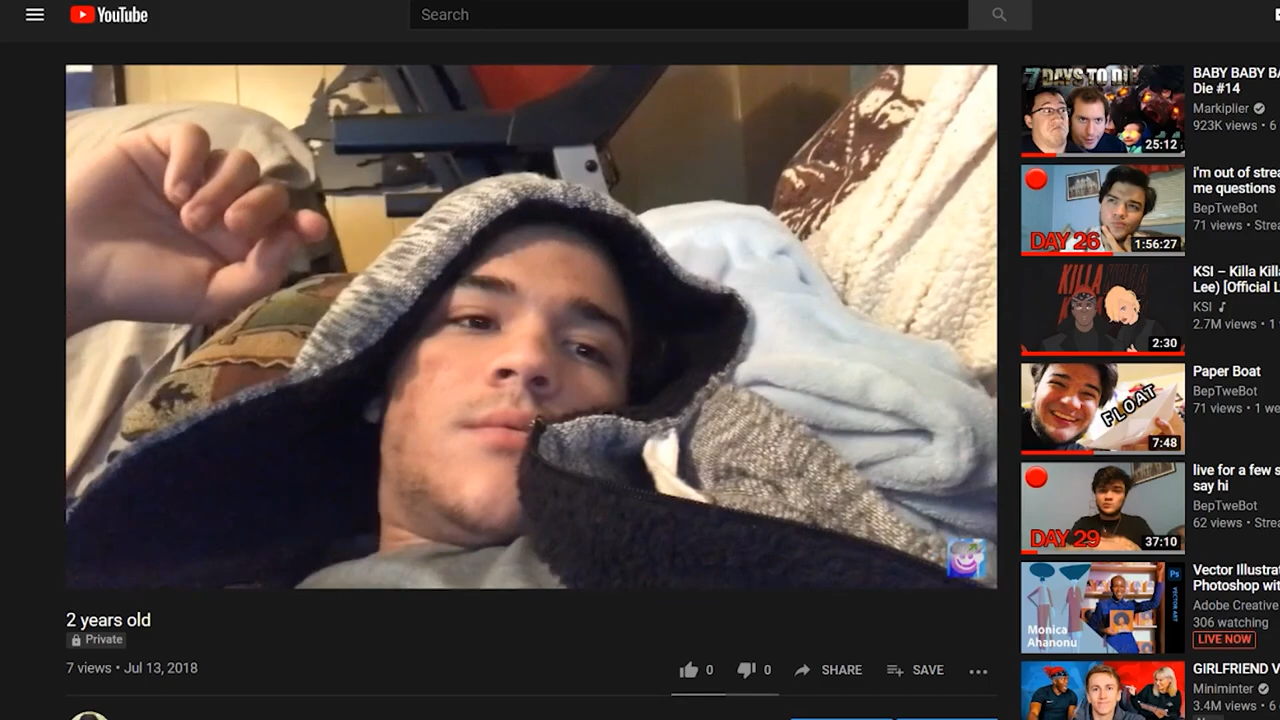 YouTube
Search
2 years old
Private
7 views • Jul 13, 2018
0
0
SHARE
SAVE
7 DAYS TO DIE
25:12
BABY BABY BA
Die #14
Markiplier
923K views • 6
DAY 26
1:56:27
i'm out of strea
me questions
BepTweBot
71 views • Strea
KILLA KILLA
2:30
KSI – Killa Killa
Lee) [Official L
KSI
2.7M views • 1
FLOAT
7:48
Paper Boat
BepTweBot
71 views • 1 we
DAY 29
37:10
live for a few s
say hi
BepTweBot
62 views • Strea
Ps
VECTOR ART
Monica
Ahanonu
Vector Illustrat
Photoshop wit
Adobe Creative
306 watching
LIVE NOW
GIRLFRIEND V
Miniminter
3.4M views • 6